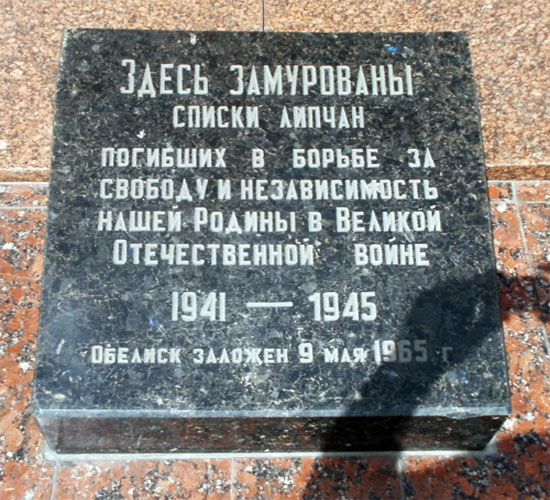 Здесь замурованы
списки липчан
погибших в борьбе за
свободу и независимость
нашей Родины в Великой
Отечественной войне
1941 — 1945
Обелиск заложен 9 мая 1965 г